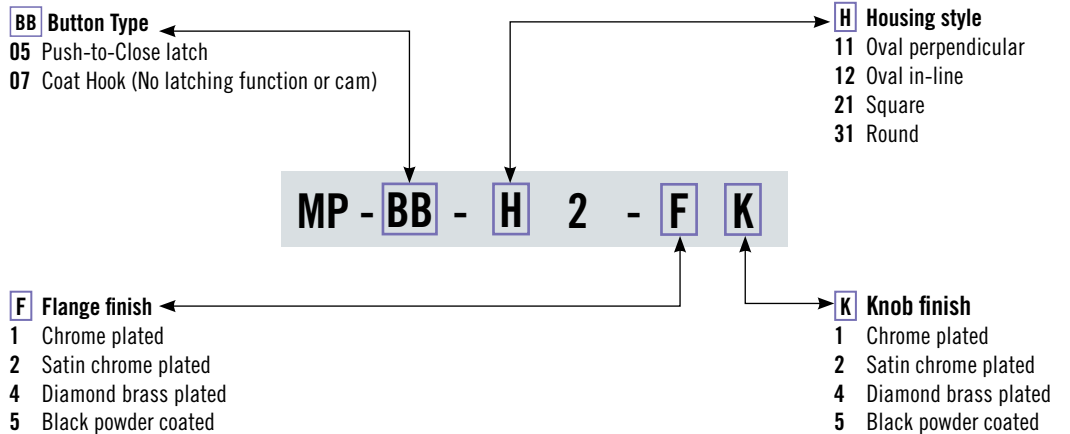 BB Button Type
05 Push-to-Close latch
07 Coat Hook (No latching function or cam)
H Housing style
11 Oval perpendicular
12 Oval in-line
21 Square
31 Round
MP - BB - H 2 - F K
F Flange finish
1 Chrome plated
2 Satin chrome plated
4 Diamond brass plated
5 Black powder coated
K Knob finish
1 Chrome plated
2 Satin chrome plated
4 Diamond brass plated
5 Black powder coated